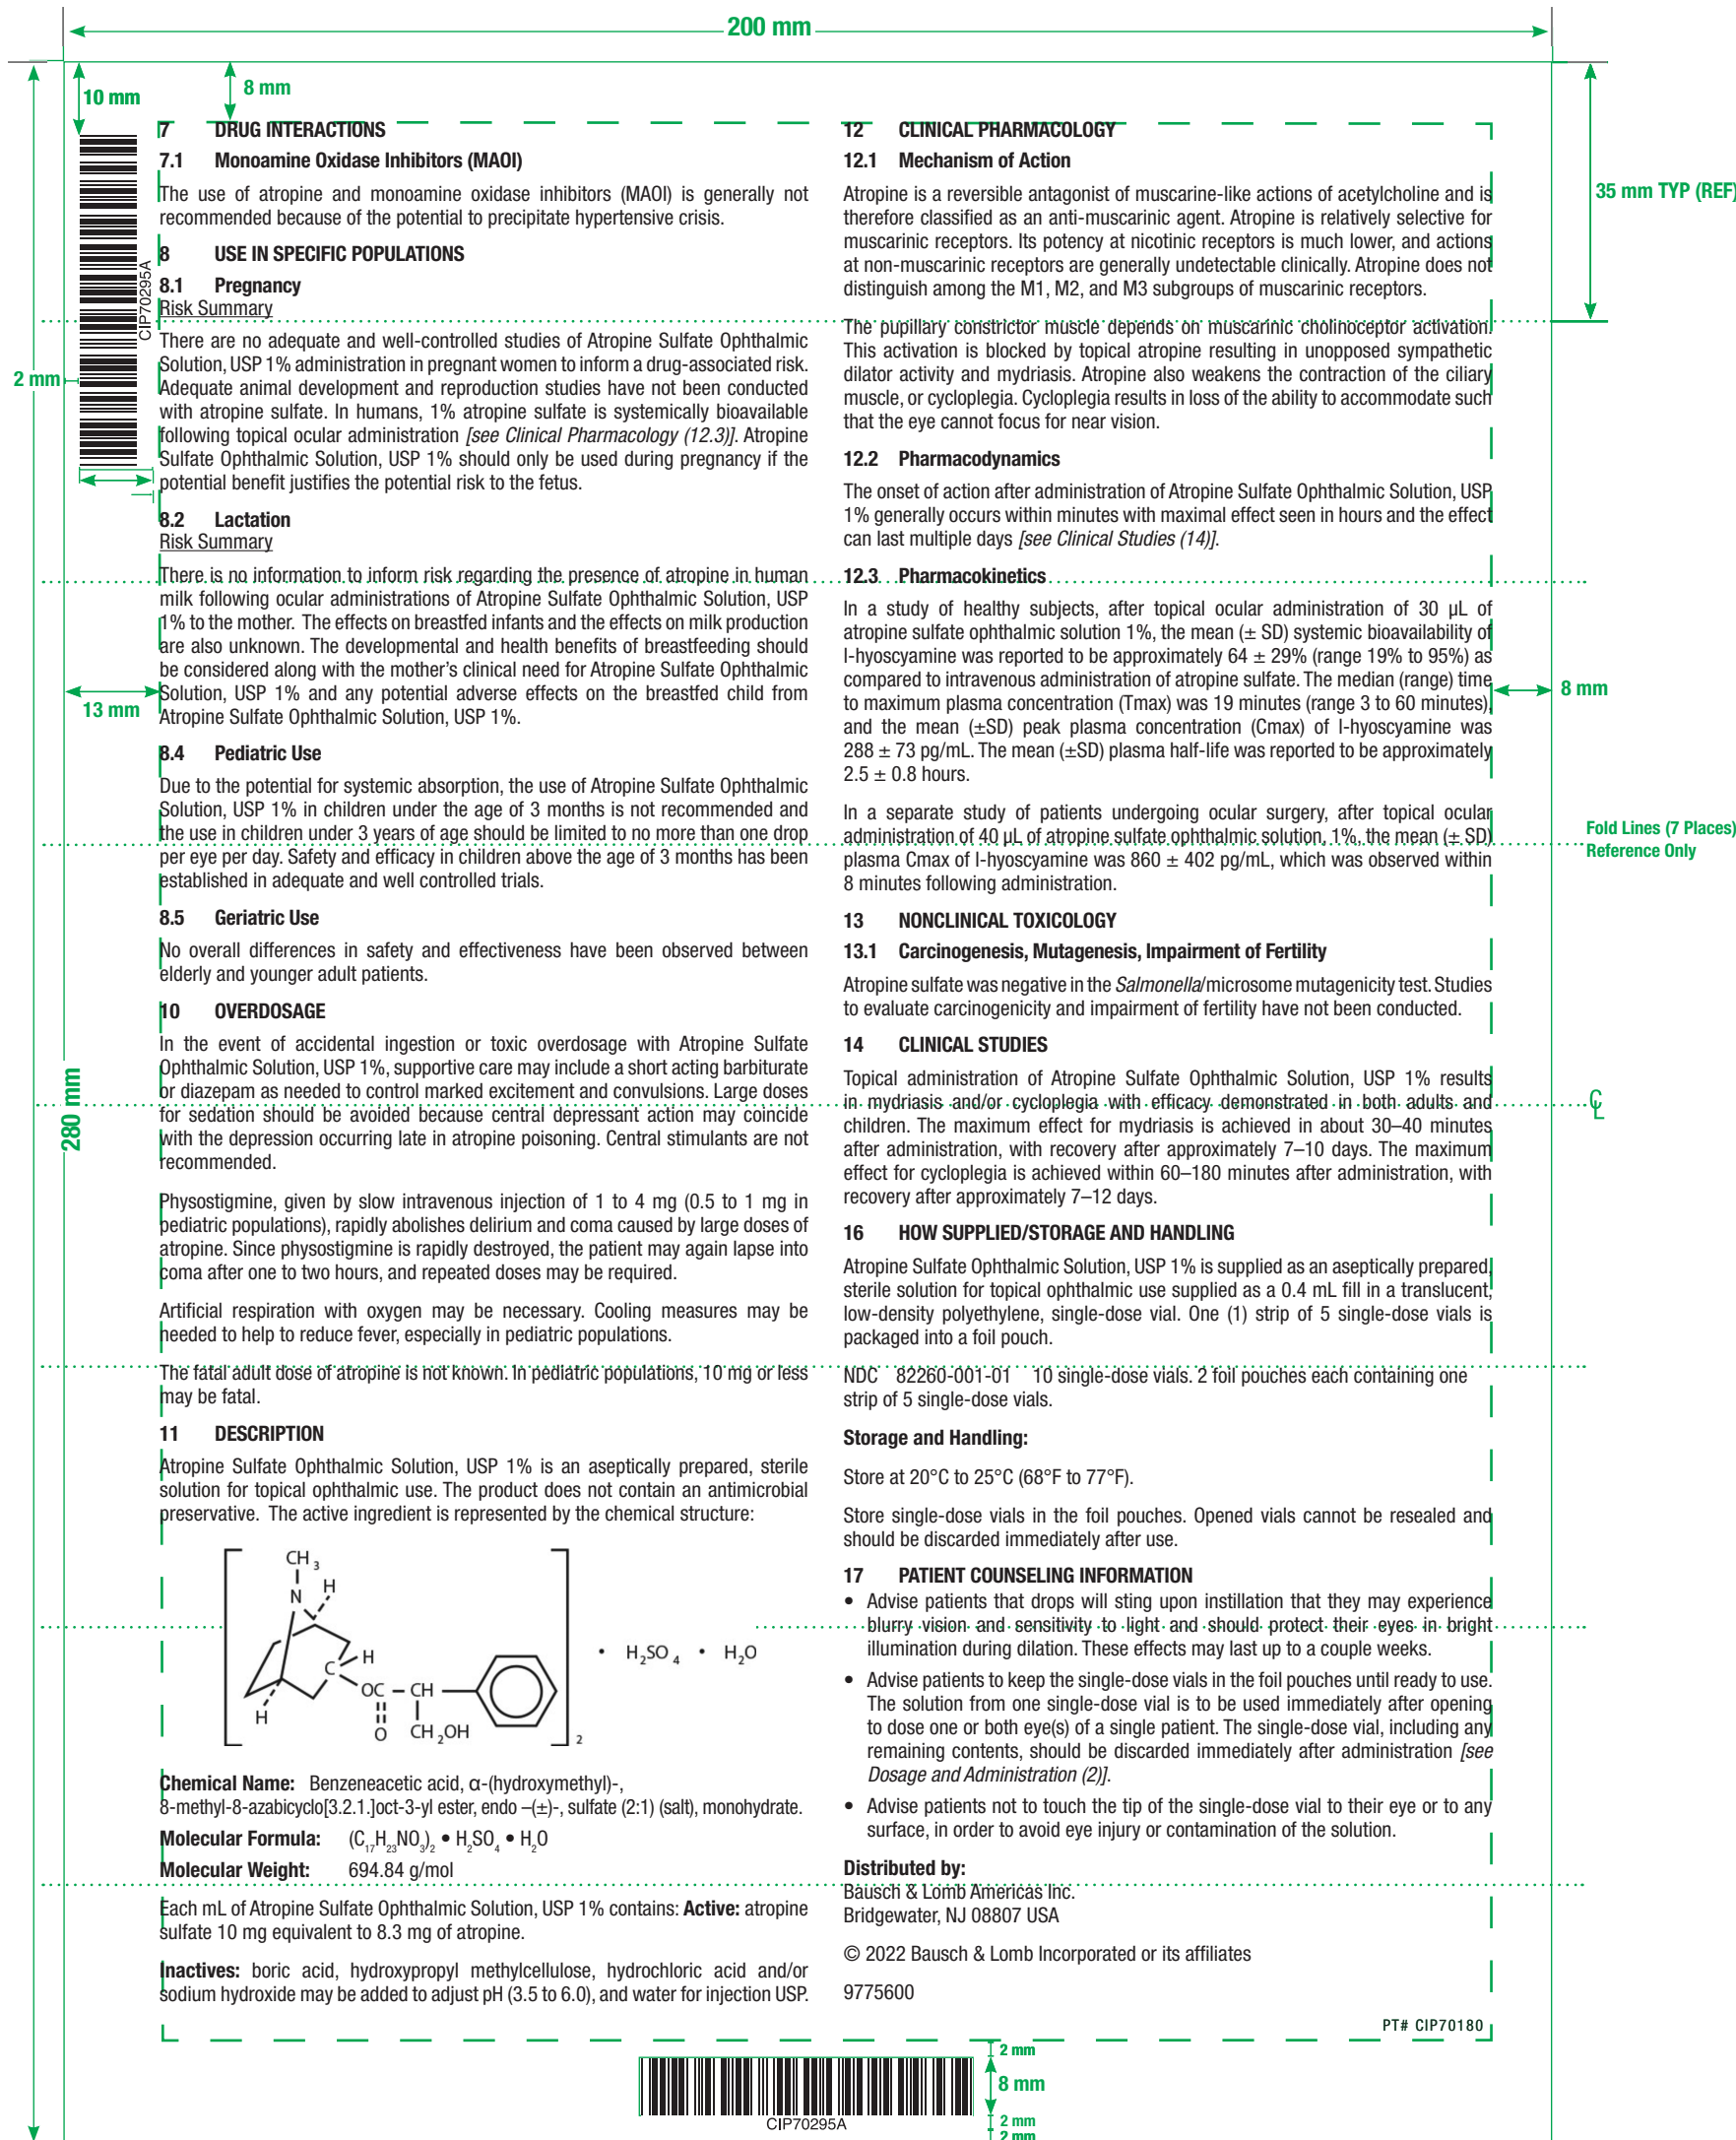 200 mm
10 mm
8 mm
35 mm TYP (REF)
CIP70295A
2 mm
13 mm
280 mm
7 DRUG INTERACTIONS
7.1 Monoamine Oxidase Inhibitors (MAOI)
The use of atropine and monoamine oxidase inhibitors (MAOI) is generally not
recommended because of the potential to precipitate hypertensive crisis.
8 USE IN SPECIFIC POPULATIONS
8.1 Pregnancy
Risk Summary
There are no adequate and well-controlled studies of Atropine Sulfate Ophthalmic
Solution, USP 1% administration in pregnant women to inform a drug-associated risk.
Adequate animal development and reproduction studies have not been conducted
with atropine sulfate. In humans, 1% atropine sulfate is systemically bioavailable
following topical ocular administration [see Clinical Pharmacology (12.3)]. Atropine
Sulfate Ophthalmic Solution, USP 1% should only be used during pregnancy if the
potential benefit justifies the potential risk to the fetus.
8.2 Lactation
Risk Summary
There is no information to inform risk regarding the presence of atropine in human
milk following ocular administrations of Atropine Sulfate Ophthalmic Solution, USP
1% to the mother. The effects on breastfed infants and the effects on milk production
are also unknown. The developmental and health benefits of breastfeeding should
be considered along with the mother's clinical need for Atropine Sulfate Ophthalmic
Solution, USP 1% and any potential adverse effects on the breastfed child from
Atropine Sulfate Ophthalmic Solution, USP 1%.
8.4 Pediatric Use
Due to the potential for systemic absorption, the use of Atropine Sulfate Ophthalmic
Solution, USP 1% in children under the age of 3 months is not recommended and
the use in children under 3 years of age should be limited to no more than one drop
per eye per day. Safety and efficacy in children above the age of 3 months has been
established in adequate and well controlled trials.
8.5 Geriatric Use
No overall differences in safety and effectiveness have been observed between
elderly and younger adult patients.
10 OVERDOSAGE
In the event of accidental ingestion or toxic overdosage with Atropine Sulfate
Ophthalmic Solution, USP 1%, supportive care may include a short acting barbiturate
or diazepam as needed to control marked excitement and convulsions. Large doses
for sedation should be avoided because central depressant action may coincide
with the depression occurring late in atropine poisoning. Central stimulants are not
recommended.
Physostigmine, given by slow intravenous injection of 1 to 4 mg (0.5 to 1 mg in
pediatric populations), rapidly abolishes delirium and coma caused by large doses of
atropine. Since physostigmine is rapidly destroyed, the patient may again lapse into
coma after one to two hours, and repeated doses may be required.
Artificial respiration with oxygen may be necessary. Cooling measures may be
needed to help to reduce fever, especially in pediatric populations.
The fatal adult dose of atropine is not known. In pediatric populations, 10 mg or less
may be fatal.
11 DESCRIPTION
Atropine Sulfate Ophthalmic Solution, USP 1% is an aseptically prepared, sterile
solution for topical ophthalmic use. The product does not contain an antimicrobial
preservative. The active ingredient is represented by the chemical structure:
CH3
N
H
C
H
H
OC
CH
O
CH2OH
2
• H2SO4 • H2O
Chemical Name: Benzeneacetic acid, α-(hydroxymethyl)-,
8-methyl-8-azabicyclo[3.2.1.]oct-3-yl ester, endo –(±)-, sulfate (2:1) (salt), monohydrate.
Molecular Formula: (C17H23NO3)2 • H2SO4 • H2O
Molecular Weight: 694.84 g/mol
Each mL of Atropine Sulfate Ophthalmic Solution, USP 1% contains: Active: atropine
sulfate 10 mg equivalent to 8.3 mg of atropine.
Inactives: boric acid, hydroxypropyl methylcellulose, hydrochloric acid and/or
sodium hydroxide may be added to adjust pH (3.5 to 6.0), and water for injection USP.
12 CLINICAL PHARMACOLOGY
12.1 Mechanism of Action
Atropine is a reversible antagonist of muscarine-like actions of acetylcholine and is
therefore classified as an anti-muscarinic agent. Atropine is relatively selective for
muscarinic receptors. Its potency at nicotinic receptors is much lower, and actions
at non-muscarinic receptors are generally undetectable clinically. Atropine does not
distinguish among the M1, M2, and M3 subgroups of muscarinic receptors.
The pupillary constrictor muscle depends on muscarinic cholinoceptor activation.
This activation is blocked by topical atropine resulting in unopposed sympathetic
dilator activity and mydriasis. Atropine also weakens the contraction of the ciliary
muscle, or cycloplegia. Cycloplegia results in loss of the ability to accommodate such
that the eye cannot focus for near vision.
12.2 Pharmacodynamics
The onset of action after administration of Atropine Sulfate Ophthalmic Solution, USP
1% generally occurs within minutes with maximal effect seen in hours and the effect
can last multiple days [see Clinical Studies (14)].
12.3 Pharmacokinetics
In a study of healthy subjects, after topical ocular administration of 30 µL of
atropine sulfate ophthalmic solution 1%, the mean (± SD) systemic bioavailability of
l-hyoscyamine was reported to be approximately 64 ± 29% (range 19% to 95%) as
compared to intravenous administration of atropine sulfate. The median (range) time
to maximum plasma concentration (Tmax) was 19 minutes (range 3 to 60 minutes),
and the mean (±SD) peak plasma concentration (Cmax) of l-hyoscyamine was
288 ± 73 pg/mL. The mean (±SD) plasma half-life was reported to be approximately
2.5 ± 0.8 hours.
In a separate study of patients undergoing ocular surgery, after topical ocular
administration of 40 µL of atropine sulfate ophthalmic solution, 1%, the mean (± SD)
plasma Cmax of l-hyoscyamine was 860 ± 402 pg/mL, which was observed within
8 minutes following administration.
13 NONCLINICAL TOXICOLOGY
13.1 Carcinogenesis, Mutagenesis, Impairment of Fertility
Atropine sulfate was negative in the Salmonella/microsome mutagenicity test. Studies
to evaluate carcinogenicity and impairment of fertility have not been conducted.
14 CLINICAL STUDIES
Topical administration of Atropine Sulfate Ophthalmic Solution, USP 1% results
in mydriasis and/or cycloplegia with efficacy demonstrated in both adults and
children. The maximum effect for mydriasis is achieved in about 30–40 minutes
after administration, with recovery after approximately 7–10 days. The maximum
effect for cycloplegia is achieved within 60–180 minutes after administration, with
recovery after approximately 7–12 days.
16 HOW SUPPLIED/STORAGE AND HANDLING
Atropine Sulfate Ophthalmic Solution, USP 1% is supplied as an aseptically prepared,
sterile solution for topical ophthalmic use supplied as a 0.4 mL fill in a translucent,
low-density polyethylene, single-dose vial. One (1) strip of 5 single-dose vials is
packaged into a foil pouch.
NDC 82260-001-01 10 single-dose vials. 2 foil pouches each containing one
strip of 5 single-dose vials.
Storage and Handling:
Store at 20°C to 25°C (68°F to 77°F).
Store single-dose vials in the foil pouches. Opened vials cannot be resealed and
should be discarded immediately after use.
17 PATIENT COUNSELING INFORMATION
• Advise patients that drops will sting upon instillation that they may experience
blurry vision and sensitivity to light and should protect their eyes in bright
illumination during dilation. These effects may last up to a couple weeks.
• Advise patients to keep the single-dose vials in the foil pouches until ready to use.
The solution from one single-dose vial is to be used immediately after opening
to dose one or both eye(s) of a single patient. The single-dose vial, including any
remaining contents, should be discarded immediately after administration [see
Dosage and Administration (2)].
• Advise patients not to touch the tip of the single-dose vial to their eye or to any
surface, in order to avoid eye injury or contamination of the solution.
Distributed by:
Bausch & Lomb Americas Inc.
Bridgewater, NJ 08807 USA
© 2022 Bausch & Lomb Incorporated or its affiliates
9775600
PT# CIP70180
8 mm
Fold Lines (7 Places)
Reference Only
CL
CIP70295A
2 mm
8 mm
2 mm
2 mm